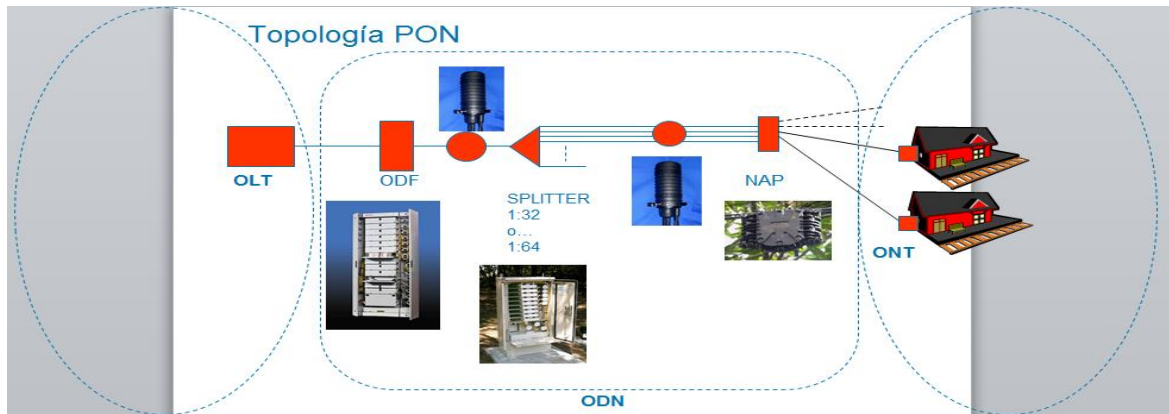 Topología PON
OLT
ODF
SPLITTER
1:32
o...
1:64
NAP
ONT
ODN